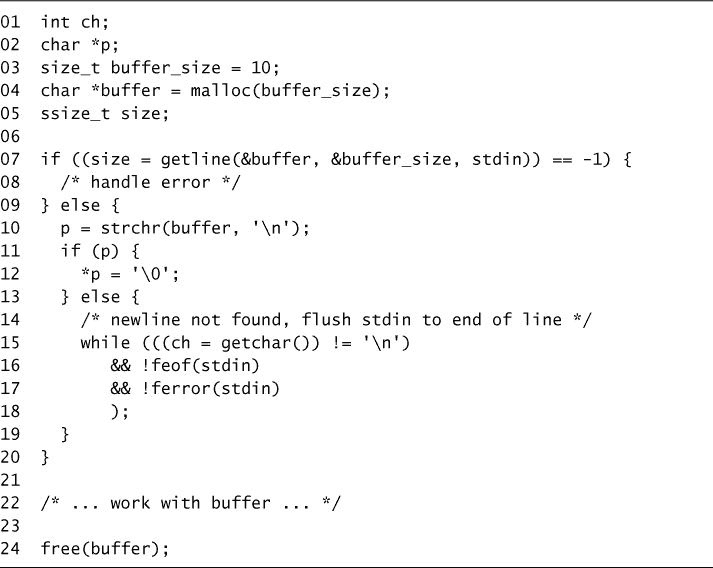 01 int ch;
02 char *p;
03 size_t buffer_size = 10;
04 char *buffer = malloc(buffer_size);
05 ssize_t size;
06
07 if ((size = getline(&buffer, &buffer_size, stdin)) == -1) {
08   /* handle error */
09 } else {
10   p = strchr(buffer, '\n');
11   if (p) {
12     *p = '\0';
13   } else {
14     /* newline not found, flush stdin to end of line */
15     while (((ch = getchar()) != '\n')
16        && !feof(stdin)
17        && !ferror(stdin)
18        );
19   }
20 }
21
22 /* ... work with buffer ... */
23
24 free(buffer);